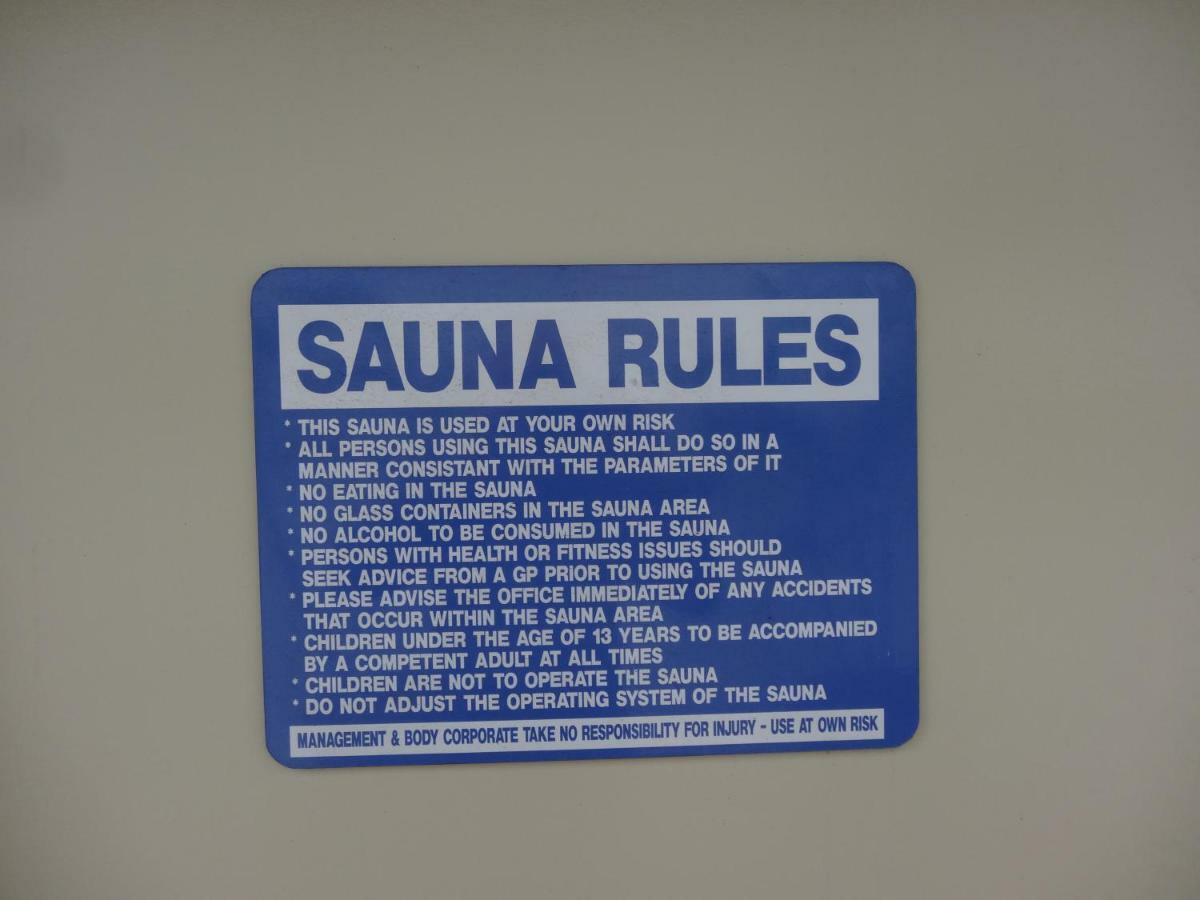 SAUNA RULES
* THIS SAUNA IS USED AT YOUR OWN RISK
* ALL PERSONS USING THIS SAUNA SHALL DO SO IN A
MANNER CONSISTANT WITH THE PARAMETERS OF IT
* NO EATING IN THE SAUNA
* NO GLASS CONTAINERS IN THE SAUNA AREA
* NO ALCOHOL TO BE CONSUMED IN THE SAUNA
* PERSONS WITH HEALTH OR FITNESS ISSUES SHOULD
SEEK ADVICE FROM A GP PRIOR TO USING THE SAUNA
* PLEASE ADVISE THE OFFICE IMMEDIATELY OF ANY ACCIDENTS
THAT OCCUR WITHIN THE SAUNA AREA
* CHILDREN UNDER THE AGE OF 13 YEARS TO BE ACCOMPANIED
BY A COMPETENT ADULT AT ALL TIMES
* CHILDREN ARE NOT TO OPERATE THE SAUNA
* DO NOT ADJUST THE OPERATING SYSTEM OF THE SAUNA
MANAGEMENT & BODY CORPORATE TAKE NO RESPONSIBILITY FOR INJURY - USE AT OWN RISK